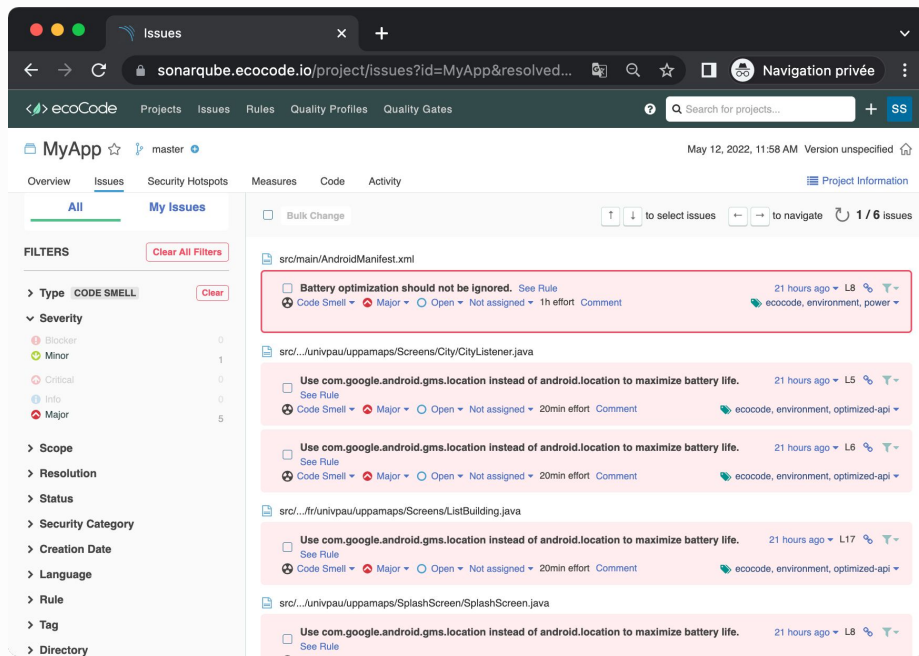 Issues
sonarqube.ecocode.io/project/issues?id=MyApp&resolved... Navigation privée
ecoCode Projects Issues Rules Quality Profiles Quality Gates Search for projects... SS
MyApp master May 12, 2022, 11:58 AM Version unspecified
Overview Issues Security Hotspots Measures Code Activity Project Information
All My Issues
Bulk Change to select issues to navigate 1 / 6 issues
FILTERS Clear All Filters
Type CODE SMELL Clear
Severity
Blocker 0
Minor 1
Critical 0
Info 0
Major 5
Scope
Resolution
Status
Security Category
Creation Date
Language
Rule
Tag
Directory
src/main/AndroidManifest.xml
Battery optimization should not be ignored. See Rule 21 hours ago L8
Code Smell Major Open Not assigned 1h effort Comment ecocode, environment, power
src/.../univpau/uppamaps/Screens/City/CityListener.java
Use com.google.android.gms.location instead of android.location to maximize battery life. 21 hours ago L5
See Rule
Code Smell Major Open Not assigned 20min effort Comment ecocode, environment, optimized-api
Use com.google.android.gms.location instead of android.location to maximize battery life. 21 hours ago L6
See Rule
Code Smell Major Open Not assigned 20min effort Comment ecocode, environment, optimized-api
src/.../fr/univpau/uppamaps/Screens/ListBuilding.java
Use com.google.android.gms.location instead of android.location to maximize battery life. 21 hours ago L17
See Rule
Code Smell Major Open Not assigned 20min effort Comment ecocode, environment, optimized-api
src/.../univpau/uppamaps/SplashScreen/SplashScreen.java
Use com.google.android.gms.location instead of android.location to maximize battery life. 21 hours ago L8
See Rule